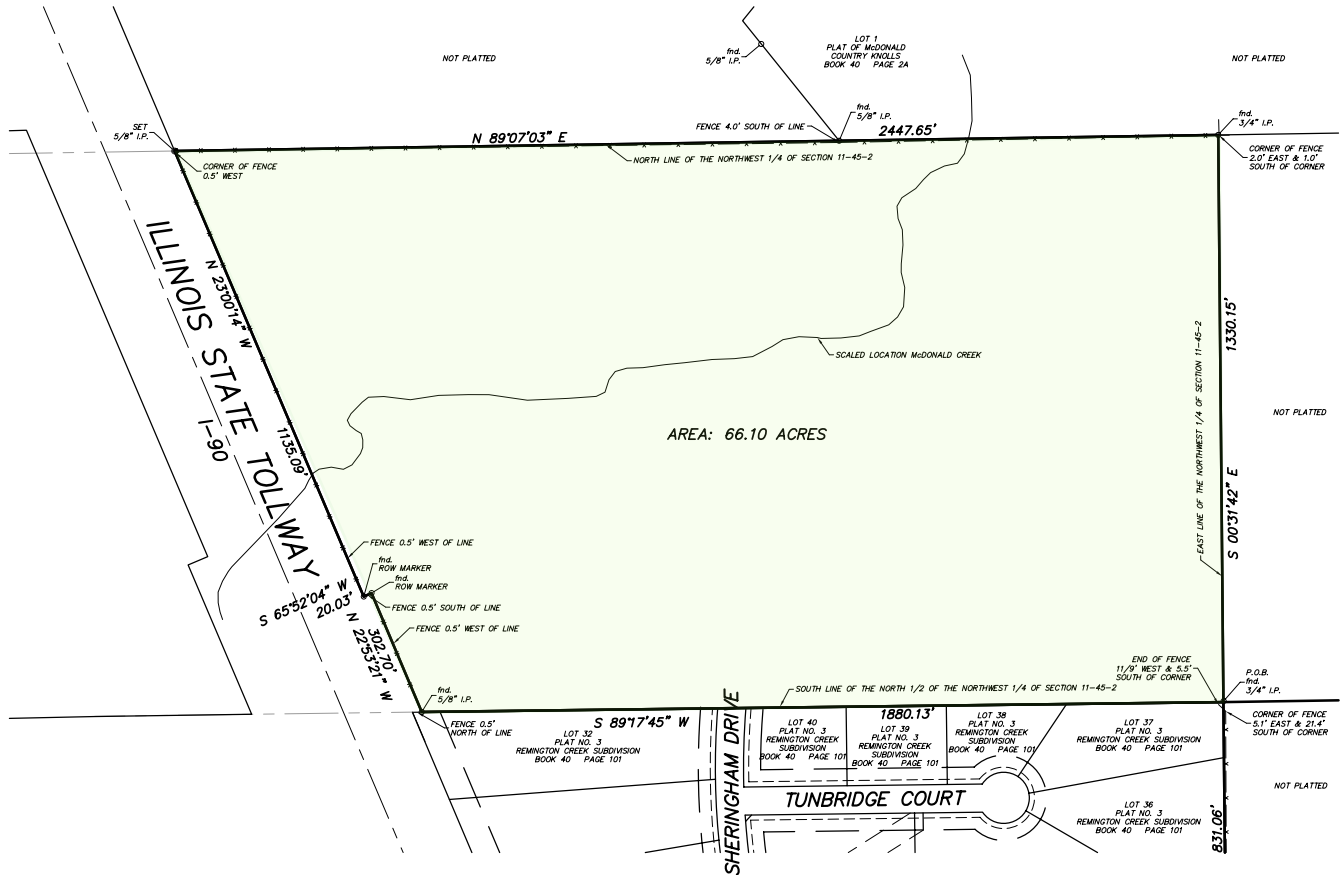 NOT PLATTED
fnd.
5/8" I.P.
LOT 1
PLAT OF McDONALD
COUNTRY KNOLLS
BOOK 40 PAGE 2A
NOT PLATTED
SET
5/8" I.P.
N 89°07'03" E
FENCE 4.0' SOUTH OF LINE
fnd.
5/8" I.P.
2447.65'
fnd.
3/4" I.P.
CORNER OF FENCE
0.5' WEST
NORTH LINE OF THE NORTHWEST 1/4 OF SECTION 11-45-2
CORNER OF FENCE
2.0' EAST & 1.0'
SOUTH OF CORNER
ILLINOIS STATE TOLLWAY
I-90
N 23°00'14" W
1135.09'
SCALED LOCATION McDONALD CREEK
EAST LINE OF THE NORTHWEST 1/4 OF SECTION 11-45-2
1330.15'
S 00°31'42" E
NOT PLATTED
AREA: 66.10 ACRES
FENCE 0.5' WEST OF LINE
fnd.
ROW MARKER
fnd.
ROW MARKER
S 65°52'04" W
20.03'
FENCE 0.5' SOUTH OF LINE
FENCE 0.5' WEST OF LINE
302.70'
N 22°53'21" W
fnd.
5/8" I.P.
END OF FENCE
11/9' WEST & 5.5'
SOUTH OF CORNER
P.O.B.
fnd.
3/4" I.P.
SOUTH LINE OF THE NORTH 1/2 OF THE NORTHWEST 1/4 OF SECTION 11-45-2
FENCE 0.5'
NORTH OF LINE
S 89°17'45" W
1880.13'
CORNER OF FENCE
5.1' EAST & 21.4'
SOUTH OF CORNER
LOT 32
PLAT NO. 3
REMINGTON CREEK SUBDIVISION
BOOK 40 PAGE 101
SHERINGHAM DRIVE
LOT 40
PLAT NO. 3
REMINGTON CREEK
SUBDIVISION
BOOK 40 PAGE 101
LOT 39
PLAT NO. 3
REMINGTON CREEK
SUBDIVISION
BOOK 40 PAGE 101
LOT 38
PLAT NO. 3
REMINGTON CREEK
SUBDIVISION
BOOK 40 PAGE 101
LOT 37
PLAT NO. 3
REMINGTON CREEK SUBDIVISION
BOOK 40 PAGE 101
NOT PLATTED
TUNBRIDGE COURT
LOT 36
PLAT NO. 3
REMINGTON CREEK SUBDIVISION
BOOK 40 PAGE 101
831.06'